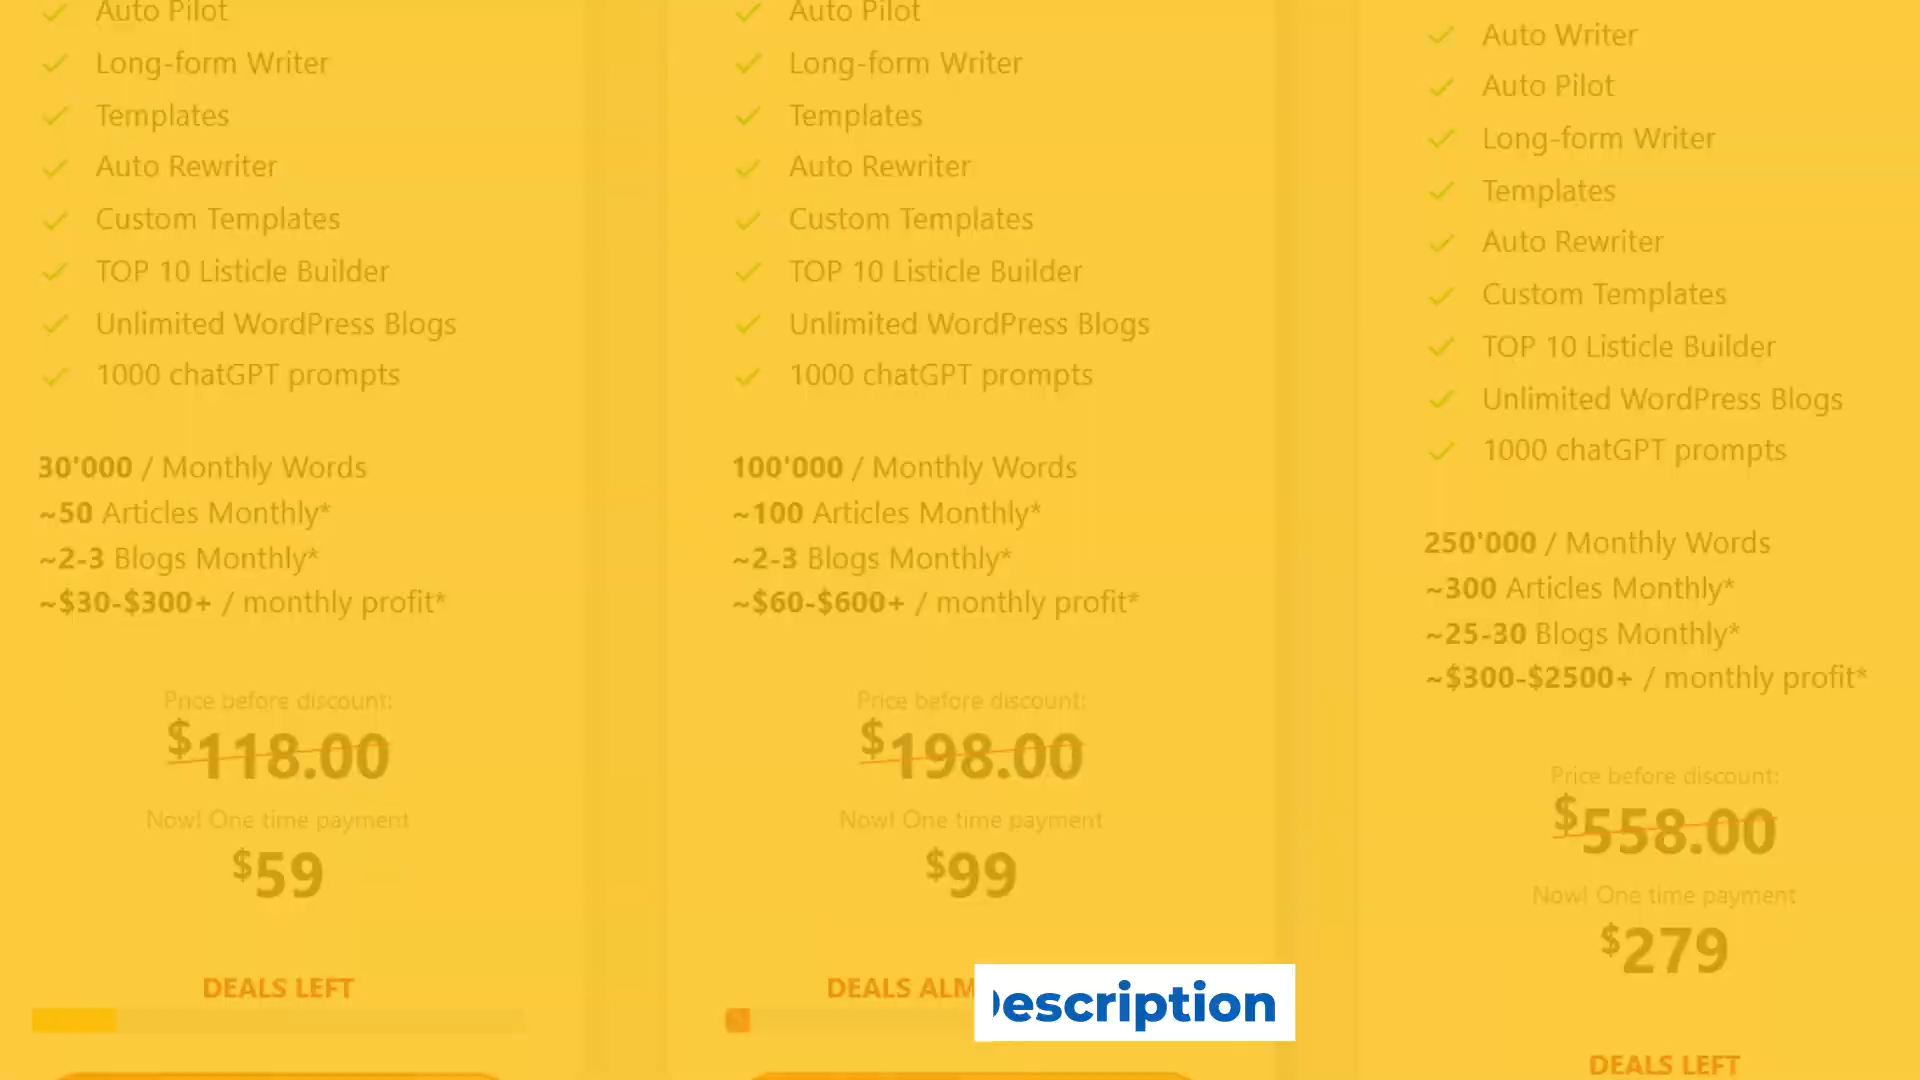 Auto Pilot
Long-form Writer
Templates
Auto Rewriter
Custom Templates
TOP 10 Listicle Builder
Unlimited WordPress Blogs
1000 chatGPT prompts
30'000 / Monthly Words
~50 Articles Monthly*
~2-3 Blogs Monthly*
~$30-$300+ / monthly profit*
Price before discount:
$118.00
Now! One time payment
$59
DEALS LEFT
Auto Pilot
Long-form Writer
Templates
Auto Rewriter
Custom Templates
TOP 10 Listicle Builder
Unlimited WordPress Blogs
1000 chatGPT prompts
100'000 / Monthly Words
~100 Articles Monthly*
~2-3 Blogs Monthly*
~$60-$600+ / monthly profit*
Price before discount:
$198.00
Now! One time payment
$99
DEALS
Auto Writer
Auto Pilot
Long-form Writer
Templates
Auto Rewriter
Custom Templates
TOP 10 Listicle Builder
Unlimited WordPress Blogs
1000 chatGPT prompts
250'000 / Monthly Words
~300 Articles Monthly*
~25-30 Blogs Monthly*
~$300-$2500+ / monthly profit*
Price before discount:
$558.00
Now! One time payment
$279
DEALS LEFT
escription